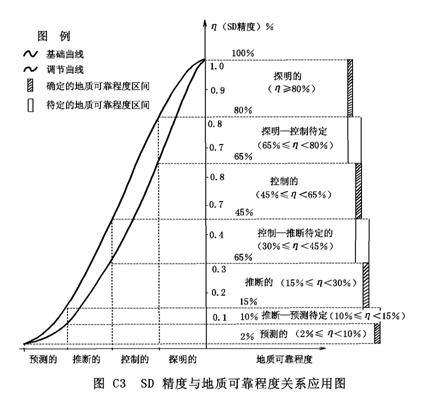 η（SD精度）%
图 例
基础曲线
调节曲线
确定的地质可靠程度区间
待定的地质可靠程度区间
100%
1.0
探明的
（η⩾80%）
0.9
80%
0.8
探明—控制待定
（65%≤η<80%）
0.7
65%
控制的
（45%≤η<65%）
0.8
0.7
45%
0.4
控制—推断待定的
（30%≤η<45%）
65%
0.3
推断的（15%≤η<30%）
0.2
15%
0.1 10% 推断—预测待定（10%≤η<15%）
2% 预测的（2%≤η<10%）
预测的 推断的 控制的 探明的 地质可靠程度
图 C3 SD 精度与地质可靠程度关系应用图